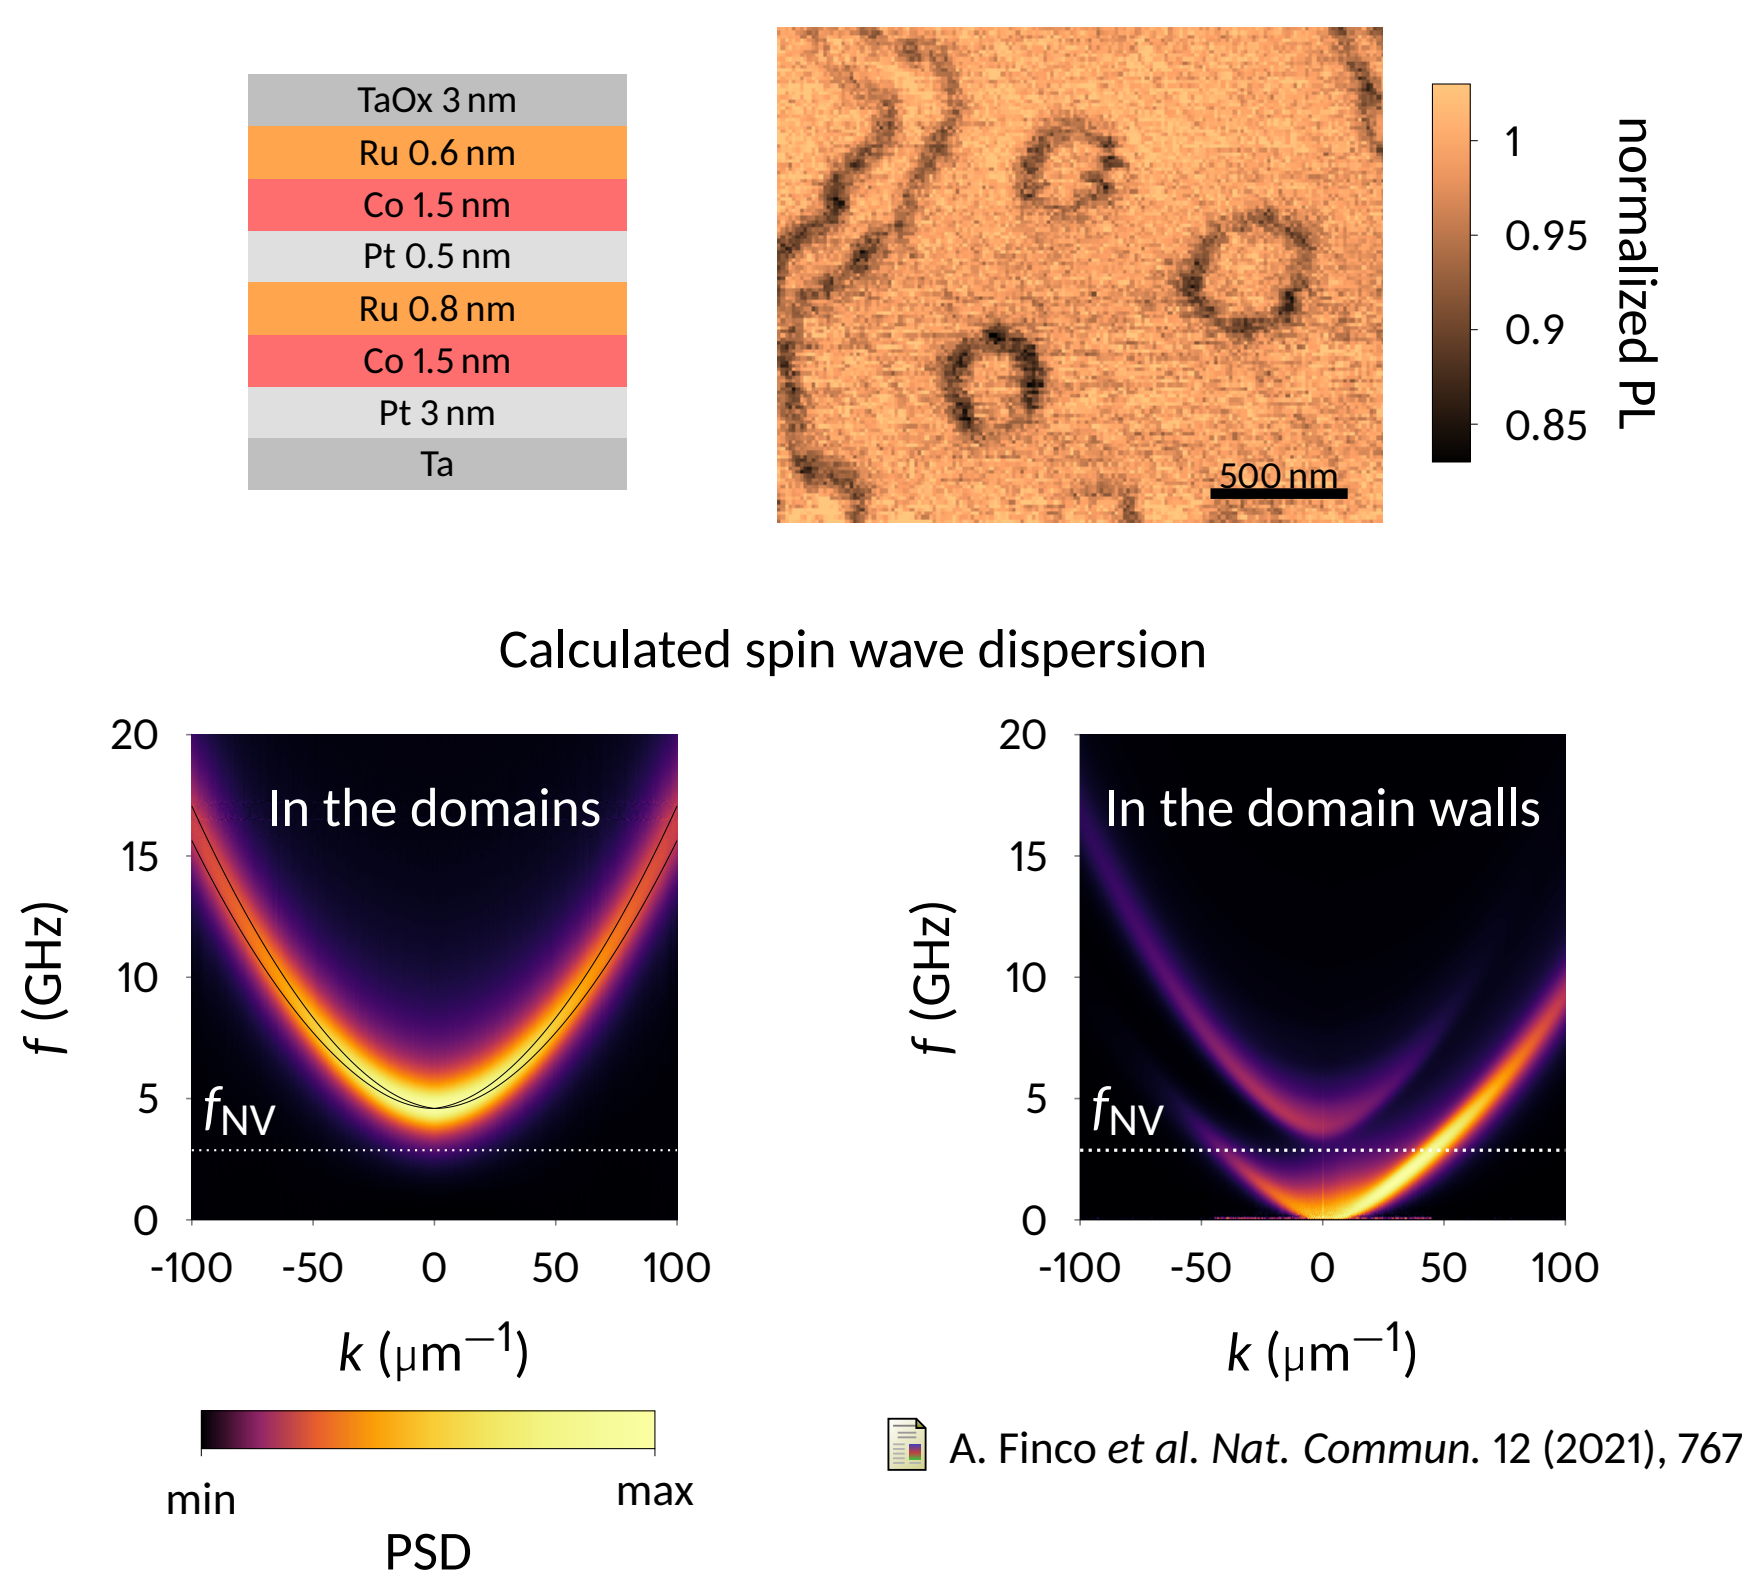 TaOx 3 nm
Ru 0.6 nm
Co 1.5 nm
Pt 0.5 nm
Ru 0.8 nm
Co 1.5 nm
Pt 3 nm
Ta
500 nm
1
0.95
0.9
0.85
normalized PL
Calculated spin wave dispersion
20
15
10
5
0
f (GHz)
In the domains
fNV
-100 -50 0 50 100
k (µm⁻¹)
min max
PSD
20
15
10
5
0
f (GHz)
In the domain walls
fNV
-100 -50 0 50 100
k (µm⁻¹)
A. Finco et al. Nat. Commun. 12 (2021), 767